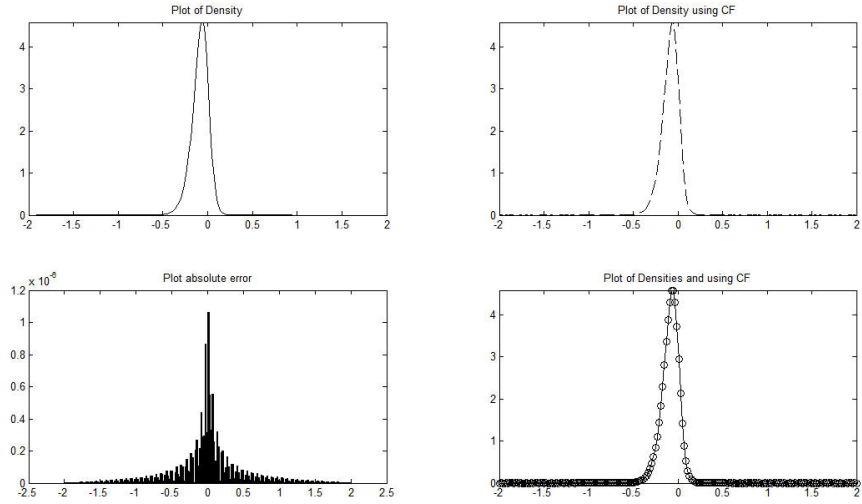 Plot of Density
4
3
2
1
0
-2 -1.5 -1 -0.5 0 0.5 1 1.5 2
Plot of Density using CF
4
3
2
1
0
-2 -1.5 -1 -0.5 0 0.5 1 1.5 2
Plot absolute error
x 10^-6
1.2
1
0.8
0.6
0.4
0.2
0
-2.5 -2 -1.5 -1 -0.5 0 0.5 1 1.5 2 2.5
Plot of Densities and using CF
4
3
2
1
0
-2 -1.5 -1 -0.5 0 0.5 1 1.5 2